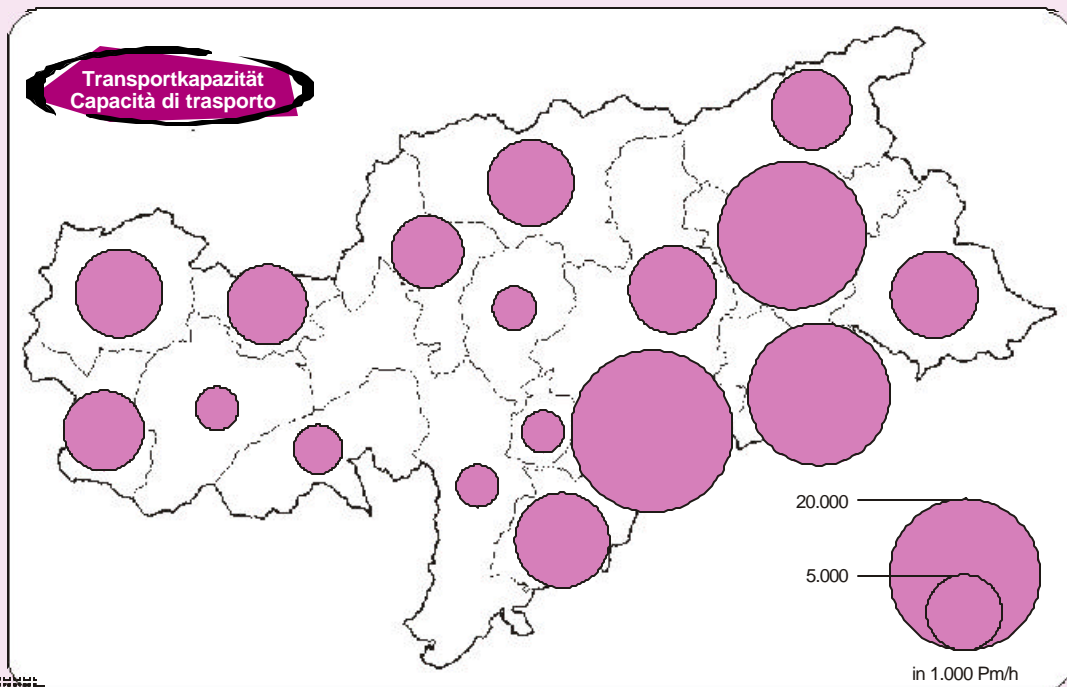 Transportkapazität
Capacità di trasporto
20.000
5.000
in 1.000 Pm/h